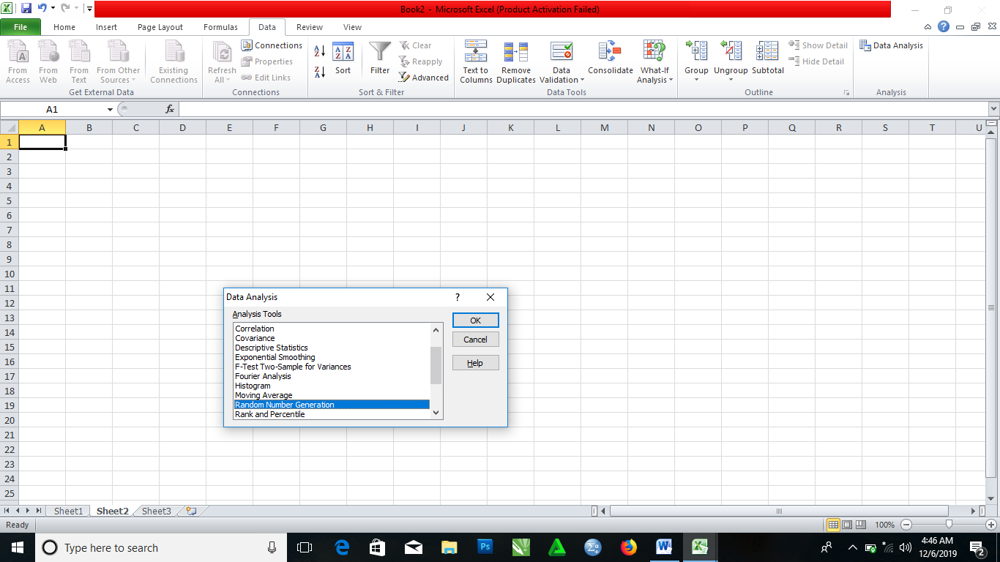 Book2 - Microsoft Excel (Product Activation Failed)
File Home Insert Page Layout Formulas Data Review View
From Access
From Web
From Text
From Other Sources
Existing Connections
Get External Data
Refresh All
Connections
Properties
Edit Links
Connections
A Z
Z A
Sort
Filter
Clear
Reapply
Advanced
Sort & Filter
Text to Columns
Remove Duplicates
Data Validation
Consolidate
What-If Analysis
Data Tools
Group
Ungroup
Subtotal
Show Detail
Hide Detail
Outline
Data Analysis
Analysis
A1 fx
A B C D E F G H I J K L M N O P Q R S T U
1
2
3
4
5
6
7
8
9
10
11
12
13
14
15
16
17
18
19
20
21
22
23
24
25
Data Analysis ?
Analysis Tools
Correlation
Covariance
Descriptive Statistics
Exponential Smoothing
F-Test Two-Sample for Variances
Fourier Analysis
Histogram
Moving Average
Random Number Generation
Rank and Percentile
OK
Cancel
Help
Sheet1 Sheet2 Sheet3
Ready 100%
Type here to search
Ps
4:46 AM
12/6/2019
2